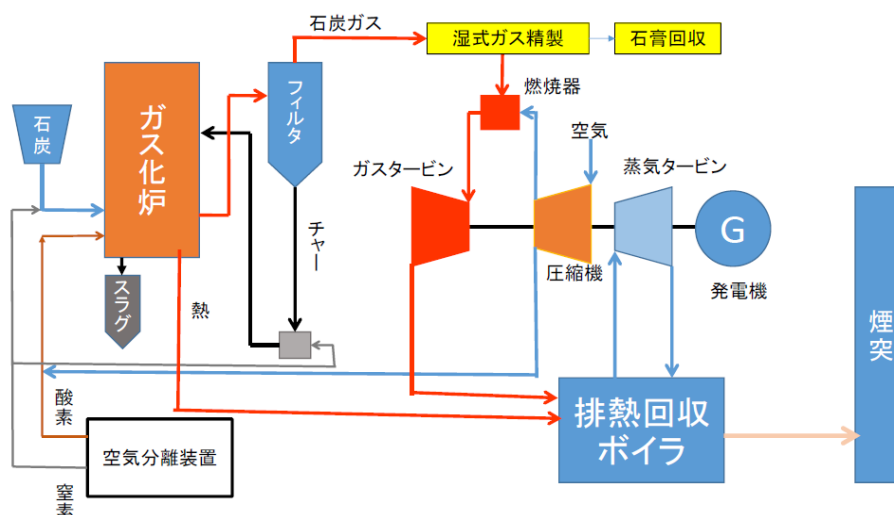 石炭ガス
湿式ガス精製
石膏回収
石炭
ガス化炉
フィルタ
燃焼器
空気
ガスタービン
蒸気タービン
G
チャー
圧縮機
発電機
スラグ
熱
煙突
酸素
排熱回収
ボイラ
空気分離装置
窒素